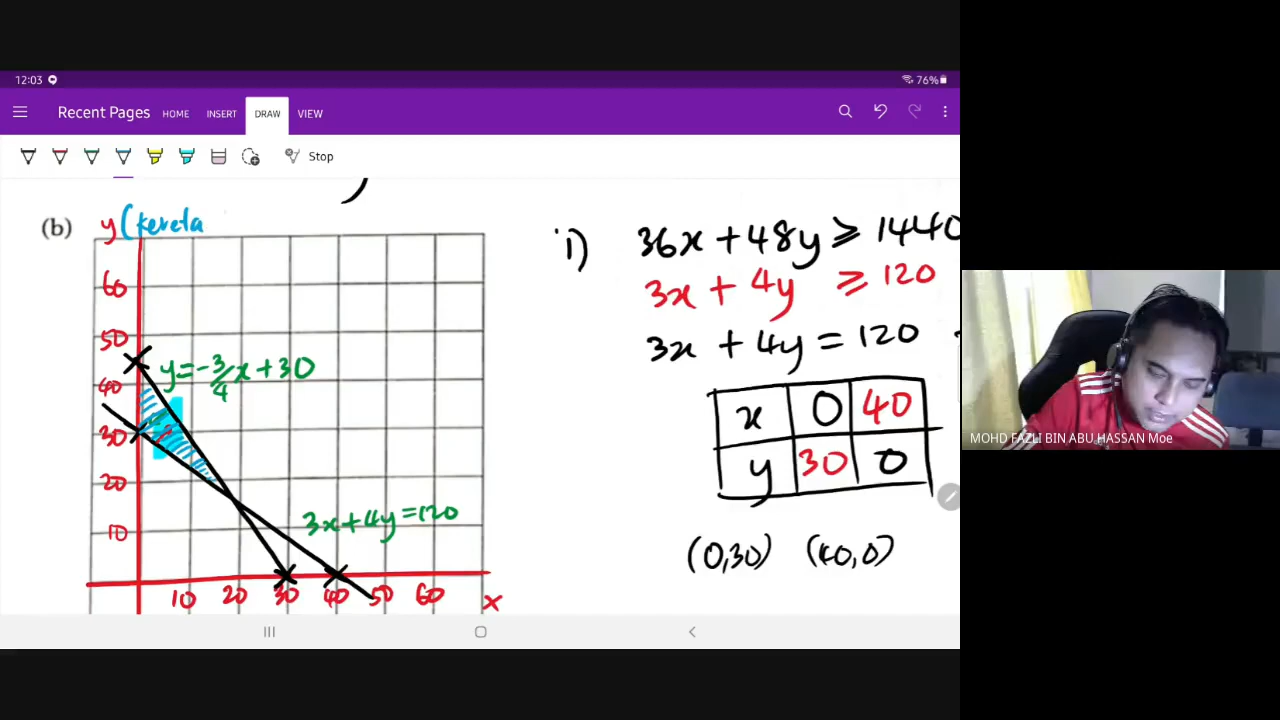 12:03 76%
Recent Pages HOME INSERT DRAW VIEW
Stop
(b) y (kereta
60
50
40
30
20
10
y = -3/4 x + 30
3x + 4y = 120
10 20 30 40 50 60 x
i) 36x + 48y ≥ 1440
3x + 4y ≥ 120
3x + 4y = 120
x 0 40
y 30 0
(0,30) (40,0)
MOHD FAZLI BIN ABU HASSAN Moe